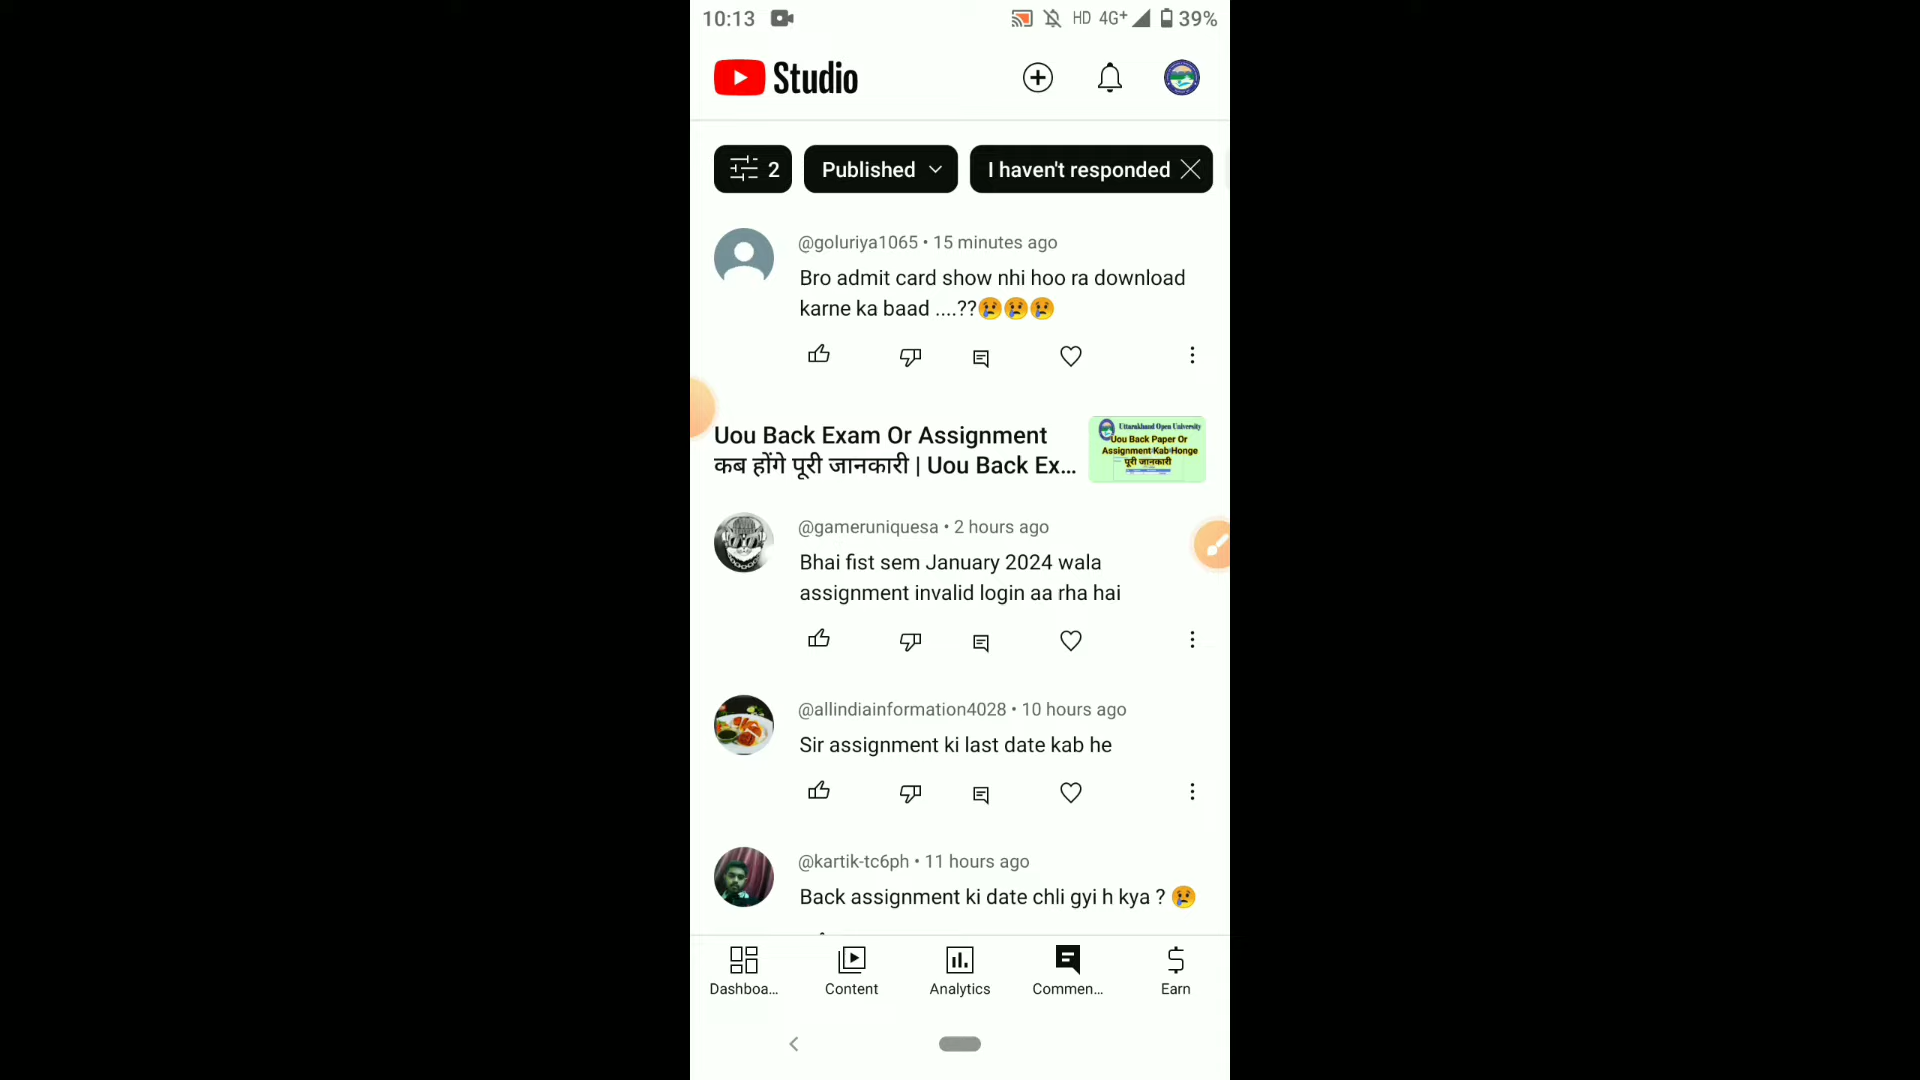 10:13 HD 4G+ 39%
Studio
2 Published I haven't responded
@goluriya1065 • 15 minutes ago
Bro admit card show nhi hoo ra download
karne ka baad ....??😢😢😢
Uou Back Exam Or Assignment
कब होंगे पूरी जानकारी | Uou Back Ex...
Uttarakhand Open University
Uou Back Paper Or
Assignment Kab Honge
पूरी जानकारी
@gameruniquesa • 2 hours ago
Bhai fist sem January 2024 wala
assignment invalid login aa rha hai
@allindiainformation4028 • 10 hours ago
Sir assignment ki last date kab he
@kartik-tc6ph • 11 hours ago
Back assignment ki date chli gyi h kya ? 😢
Dashboa... Content Analytics Commen... Earn